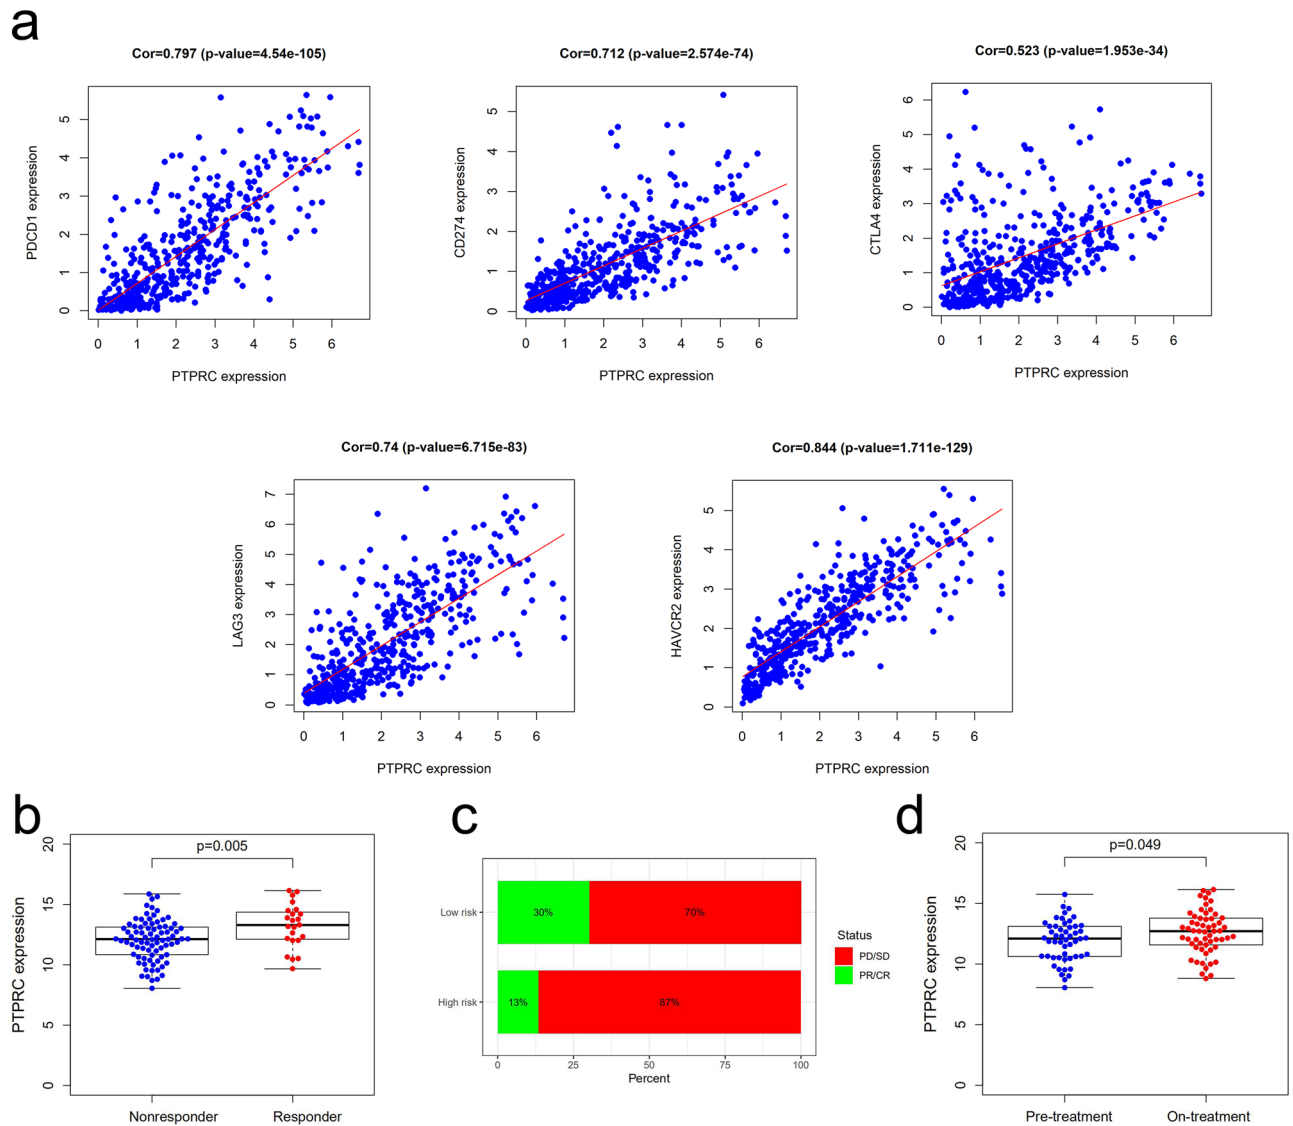 a
Cor=0.797 (p-value=4.54e-105)
PDCD1 expression
0 1 2 3 4 5
0 1 2 3 4 5 6
PTPRC expression
Cor=0.712 (p-value=2.574e-74)
CD274 expression
0 1 2 3 4 5
0 1 2 3 4 5 6
PTPRC expression
Cor=0.523 (p-value=1.953e-34)
CTLA4 expression
0 1 2 3 4 5 6
0 1 2 3 4 5 6
PTPRC expression
Cor=0.74 (p-value=6.715e-83)
LAG3 expression
0 1 2 3 4 5 6 7
0 1 2 3 4 5 6
PTPRC expression
Cor=0.844 (p-value=1.711e-129)
HAVCR2 expression
0 1 2 3 4 5
0 1 2 3 4 5 6
PTPRC expression
b
PTPRC expression
0 5 10 15 20
p=0.005
Nonresponder Responder
c
Low risk
30% 70%
High risk
13% 87%
0 25 50 75 100
Percent
Status
PD/SD
PR/CR
d
PTPRC expression
0 5 10 15 20
p=0.049
Pre-treatment On-treatment